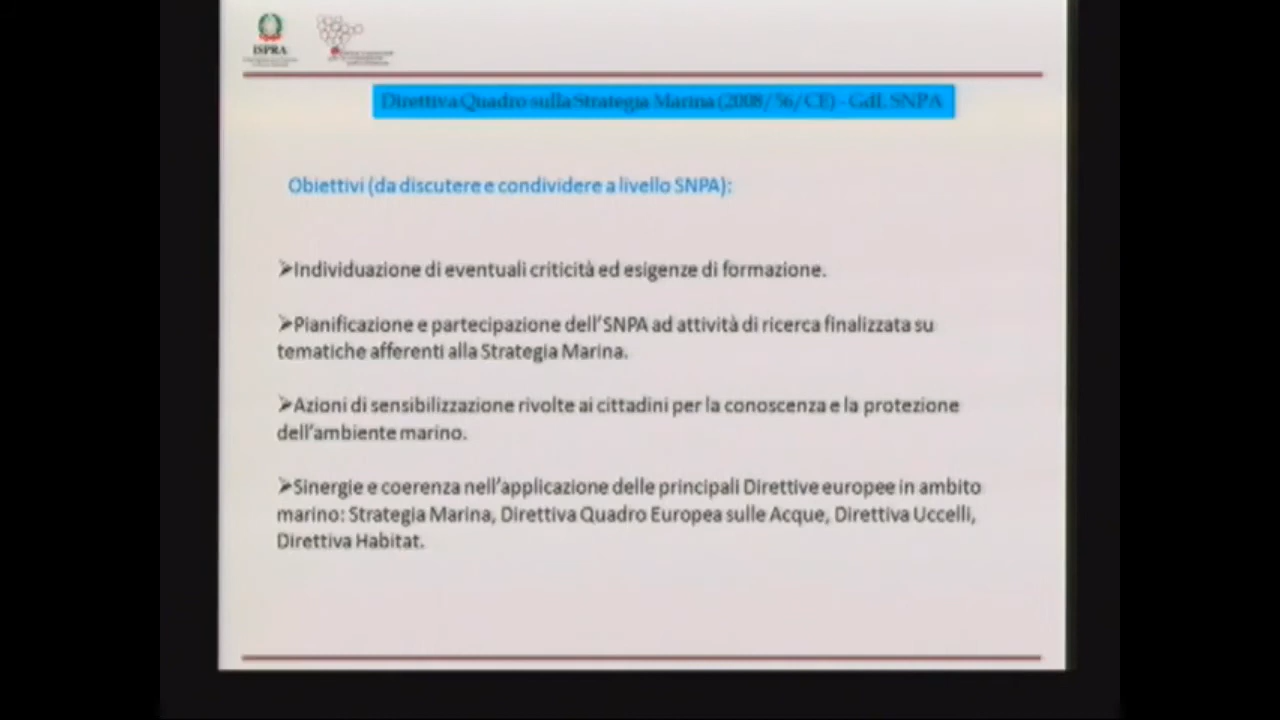 ISPRA
Direttiva Quadro sulla Strategia Marina (2008/56/CE) - GdL SNPA
Obiettivi (da discutere e condividere a livello SNPA):
➢Individuazione di eventuali criticità ed esigenze di formazione.
➢Pianificazione e partecipazione dell'SNPA ad attività di ricerca finalizzata su
tematiche afferenti alla Strategia Marina.
➢Azioni di sensibilizzazione rivolte ai cittadini per la conoscenza e la protezione
dell'ambiente marino.
➢Sinergie e coerenza nell'applicazione delle principali Direttive europee in ambito
marino: Strategia Marina, Direttiva Quadro Europea sulle Acque, Direttiva Uccelli,
Direttiva Habitat.